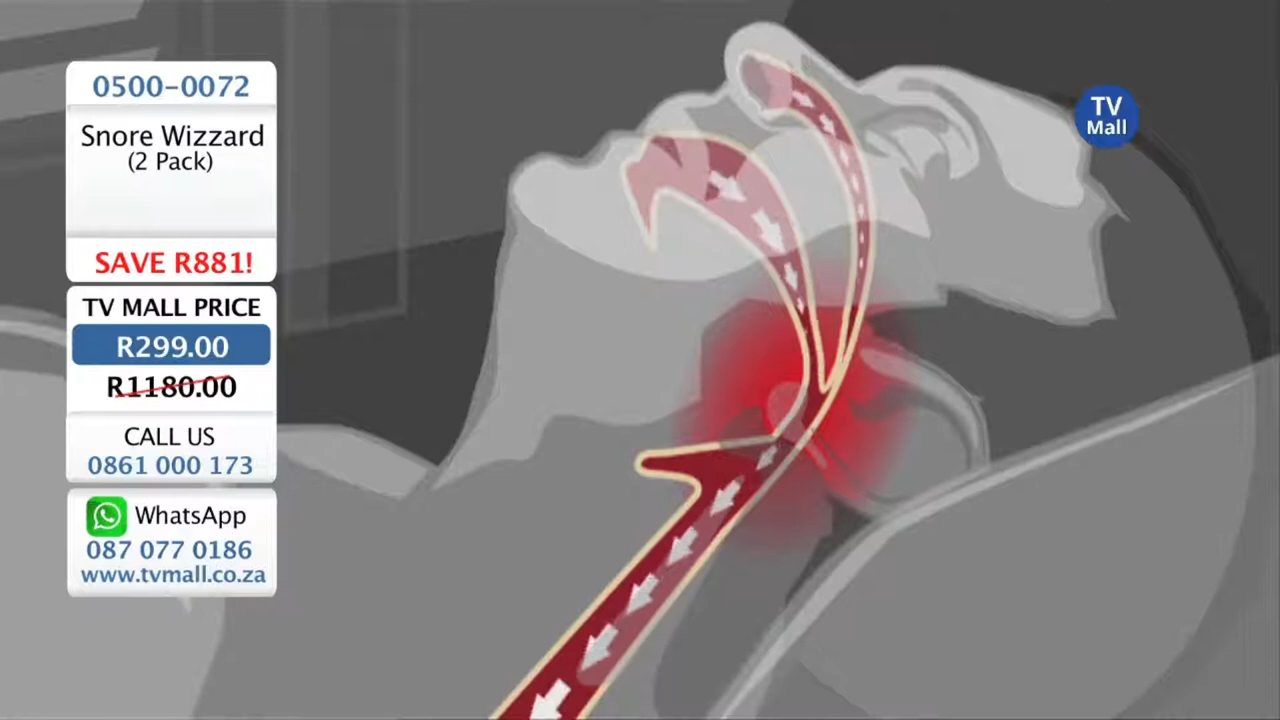 0500-0072
Snore Wizzard
(2 Pack)
SAVE R881!
TV MALL PRICE
R299.00
R1180.00
CALL US
0861 000 173
WhatsApp
087 077 0186
www.tvmall.co.za
TV
Mall